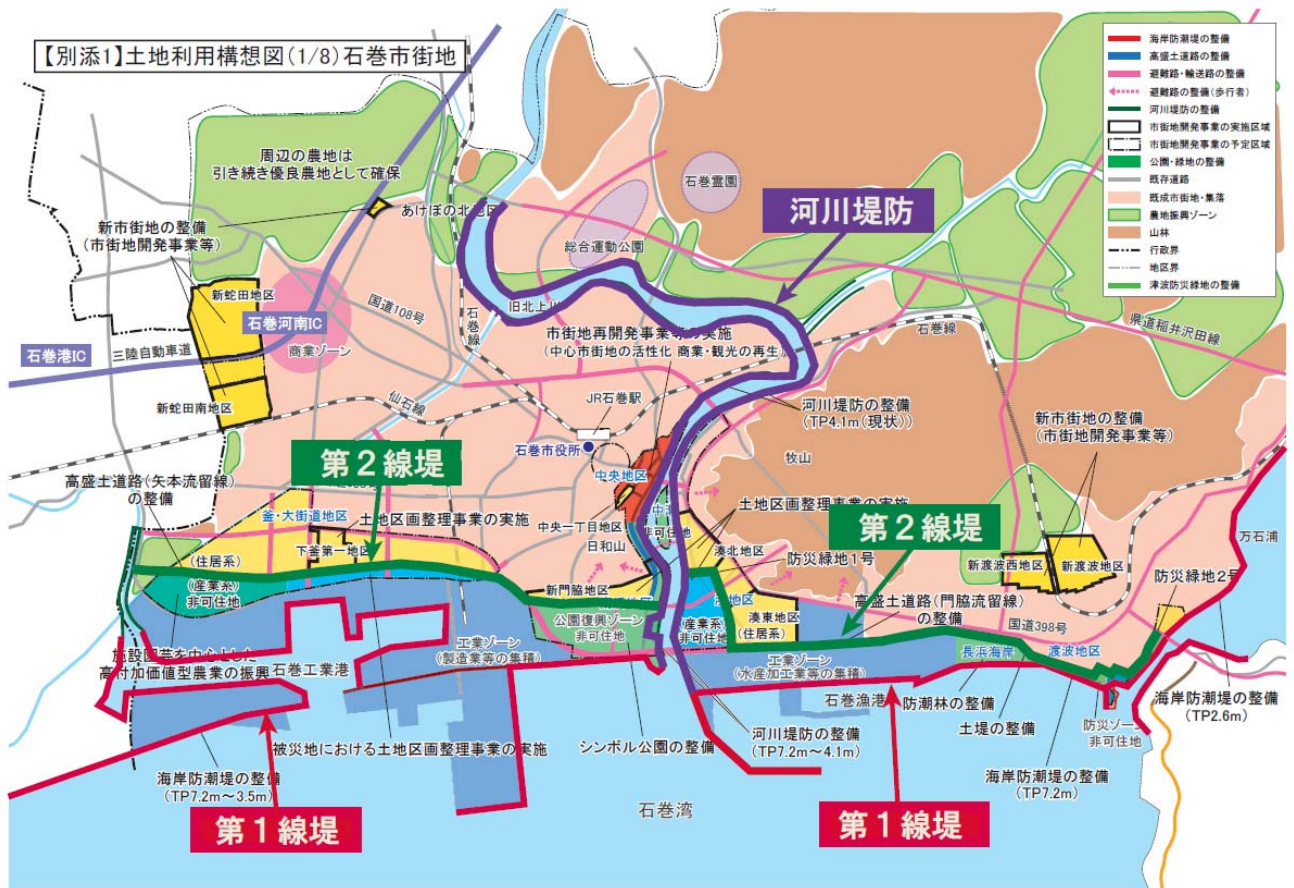 【別添1】土地利用構想図(1/8)石巻市街地
海岸防潮堤の整備
高盛土道路の整備
避難路・輸送路の整備
避難路の整備(歩行者)
河川堤防の整備
市街地開発事業の実施区域
市街地開発事業の予定区域
公園・緑地の整備
既存道路
既成市街地・集落
農地振興ゾーン
山林
行政界
地区界
津波防災緑地の整備
周辺の農地は
引き続き優良農地として確保
石巻霊園
河川堤防
あけぼの北地区
新市街地の整備
(市街地開発事業等)
総合運動公園
新蛇田地区
国道108号
石巻線
旧北上川
石巻河南IC
市街地再開発事業等の実施
(中心市街地の活性化 商業・観光の再生)
石巻線
県道稲井沢田線
石巻港IC
三陸自動車道
商業ゾーン
新蛇田南地区
仙石線
JR石巻駅
河川堤防の整備
(TP4.1m(現状))
新市街地の整備
(市街地開発事業等)
石巻市役所
第2線堤
中央地区
牧山
高盛土道路(矢本流留線)
の整備
釜・大街道地区
土地区画整理事業の実施
中央一丁目地区
非可住地
土地区画整理事業の実施
第2線堤
万石浦
(住居系)
下釜第一地区
日和山
湊北地区
防災緑地1号
新渡波西地区
新渡波地区
防災緑地2号
(産業系)
非可住地
新門脇地区
高盛土道路(門脇流留線)
の整備
公園復興ゾーン
非可住地
(産業系)
非可住地
湊東地区
(住居系)
国道398号
施設園芸を中心とした
高付加価値型農業の振興
石巻工業港
工業ゾーン
(製造業等の集積)
工業ゾーン
(水産加工業等の集積)
長浜海岸
渡波地区
石巻漁港
防潮林の整備
海岸防潮堤の整備
(TP2.6m)
被災地における土地区画整理事業の実施
シンボル公園の整備
河川堤防の整備
(TP7.2m～4.1m)
土堤の整備
防災ゾーン
非可住地
海岸防潮堤の整備
(TP7.2m～3.5m)
海岸防潮堤の整備
(TP7.2m)
第1線堤
石巻湾
第1線堤